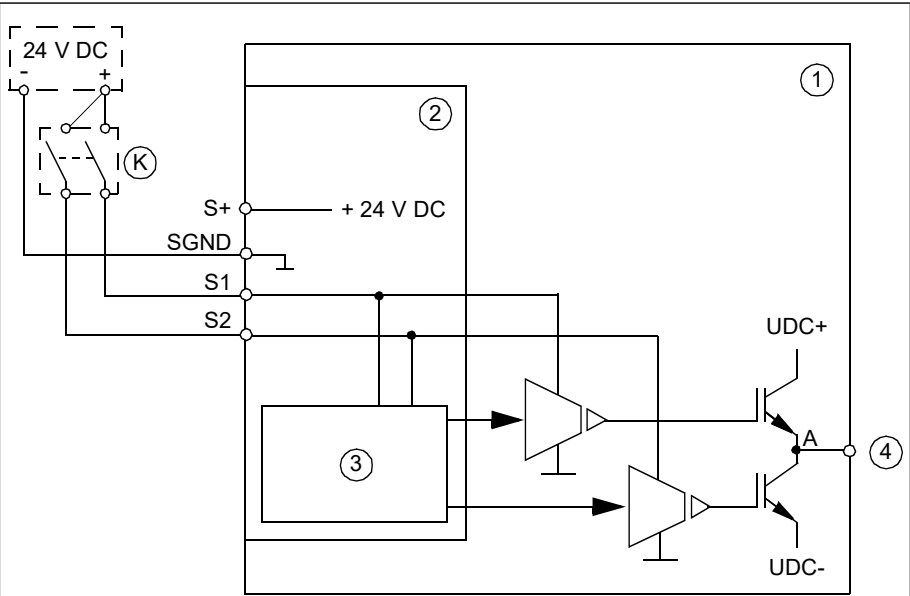 24 V DC
- +
1
2
K
S+
+ 24 V DC
SGND
S1
S2
UDC+
A
3
4
UDC-